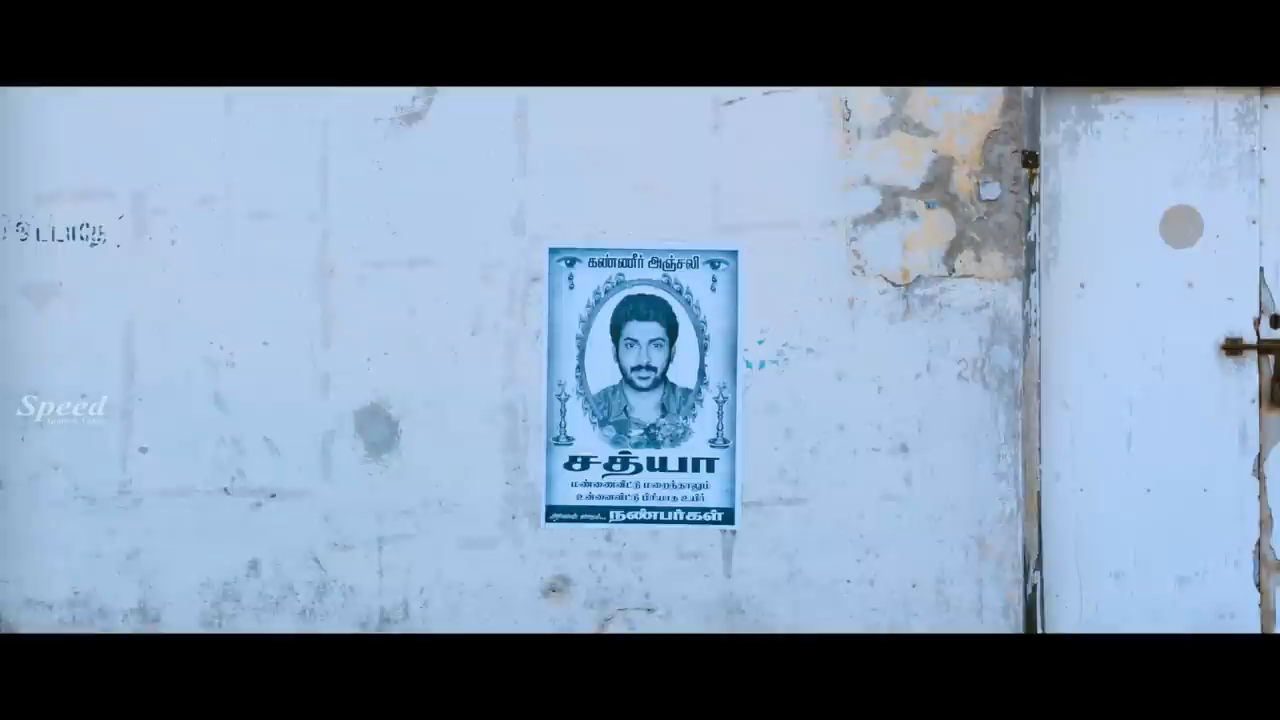 கண்ணீர் அஞ்சலி
சத்யா
மண்ணைவிட்டு மறைந்தாலும்
உன்னைவிட்டு பிரியாத உயிர்
நண்பர்கள்
Speed